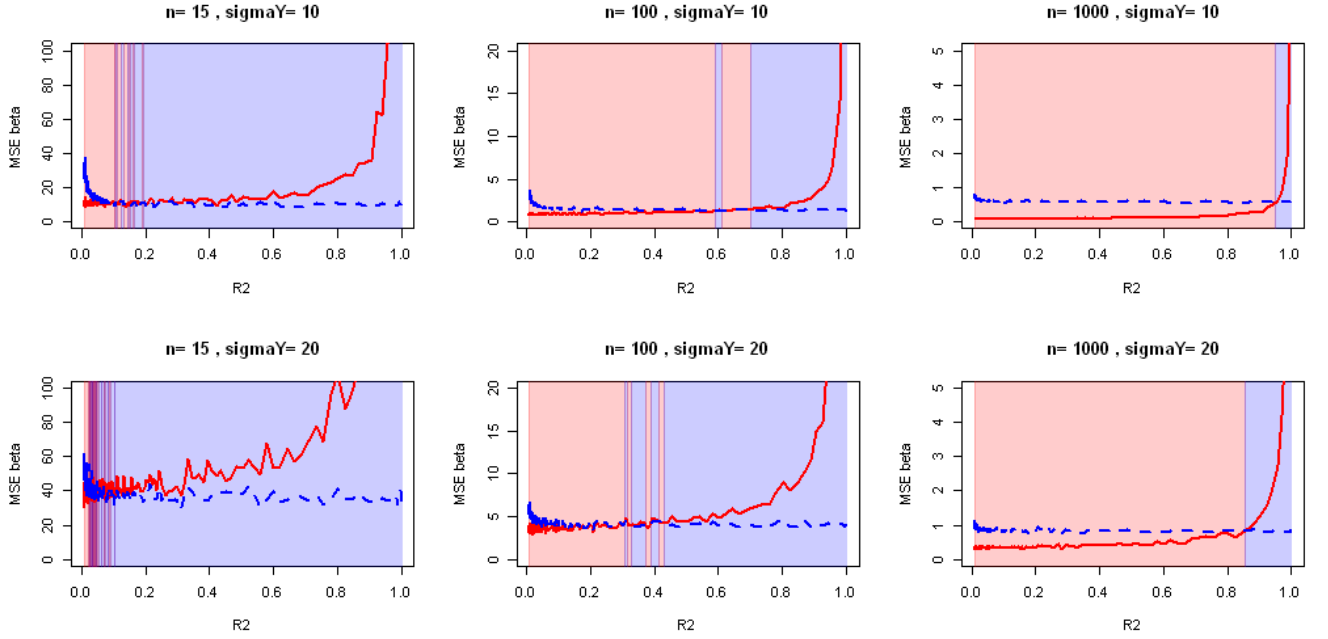 n= 15 , sigmaY= 10
MSE beta
0 20 40 60 80 100
0.0 0.2 0.4 0.6 0.8 1.0
R2
n= 100 , sigmaY= 10
MSE beta
0 5 10 15 20
0.0 0.2 0.4 0.6 0.8 1.0
R2
n= 1000 , sigmaY= 10
MSE beta
0 1 2 3 4 5
0.0 0.2 0.4 0.6 0.8 1.0
R2
n= 15 , sigmaY= 20
MSE beta
0 20 40 60 80 100
0.0 0.2 0.4 0.6 0.8 1.0
R2
n= 100 , sigmaY= 20
MSE beta
0 5 10 15 20
0.0 0.2 0.4 0.6 0.8 1.0
R2
n= 1000 , sigmaY= 20
MSE beta
0 1 2 3 4 5
0.0 0.2 0.4 0.6 0.8 1.0
R2